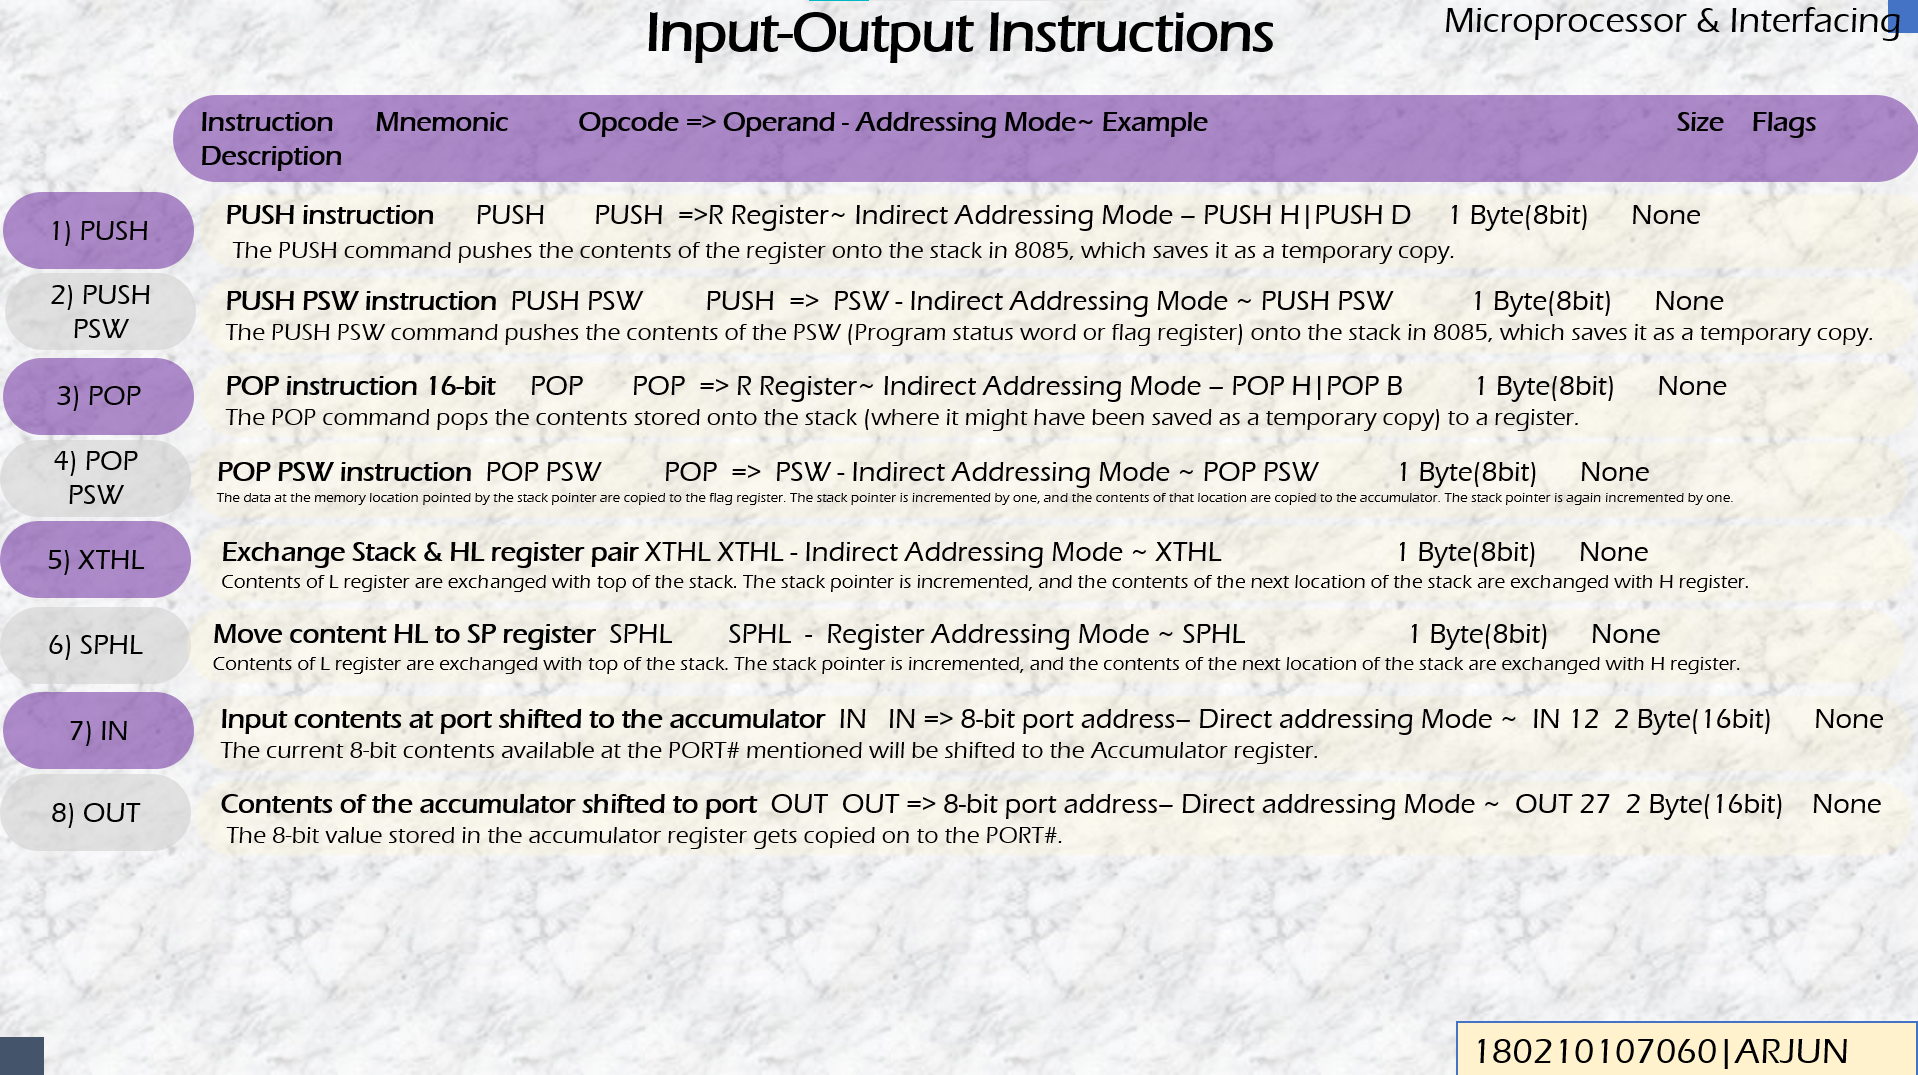 Input-Output Instructions
Microprocessor & Interfacing
Instruction Mnemonic Opcode => Operand - Addressing Mode~ Example Size Flags
Description
1) PUSH
PUSH instruction PUSH PUSH =>R Register~ Indirect Addressing Mode – PUSH H|PUSH D 1 Byte(8bit) None
The PUSH command pushes the contents of the register onto the stack in 8085, which saves it as a temporary copy.
2) PUSH
PSW
PUSH PSW instruction PUSH PSW PUSH => PSW - Indirect Addressing Mode ~ PUSH PSW 1 Byte(8bit) None
The PUSH PSW command pushes the contents of the PSW (Program status word or flag register) onto the stack in 8085, which saves it as a temporary copy.
3) POP
POP instruction 16-bit POP POP => R Register~ Indirect Addressing Mode – POP H|POP B 1 Byte(8bit) None
The POP command pops the contents stored onto the stack (where it might have been saved as a temporary copy) to a register.
4) POP
PSW
POP PSW instruction POP PSW POP => PSW - Indirect Addressing Mode ~ POP PSW 1 Byte(8bit) None
The data at the memory location pointed by the stack pointer are copied to the flag register. The stack pointer is incremented by one, and the contents of that location are copied to the accumulator. The stack pointer is again incremented by one.
5) XTHL
Exchange Stack & HL register pair XTHL XTHL - Indirect Addressing Mode ~ XTHL 1 Byte(8bit) None
Contents of L register are exchanged with top of the stack. The stack pointer is incremented, and the contents of the next location of the stack are exchanged with H register.
6) SPHL
Move content HL to SP register SPHL SPHL - Register Addressing Mode ~ SPHL 1 Byte(8bit) None
Contents of L register are exchanged with top of the stack. The stack pointer is incremented, and the contents of the next location of the stack are exchanged with H register.
7) IN
Input contents at port shifted to the accumulator IN IN => 8-bit port address– Direct addressing Mode ~ IN 12 2 Byte(16bit) None
The current 8-bit contents available at the PORT# mentioned will be shifted to the Accumulator register.
8) OUT
Contents of the accumulator shifted to port OUT OUT => 8-bit port address– Direct addressing Mode ~ OUT 27 2 Byte(16bit) None
The 8-bit value stored in the accumulator register gets copied on to the PORT#.
180210107060|ARJUN